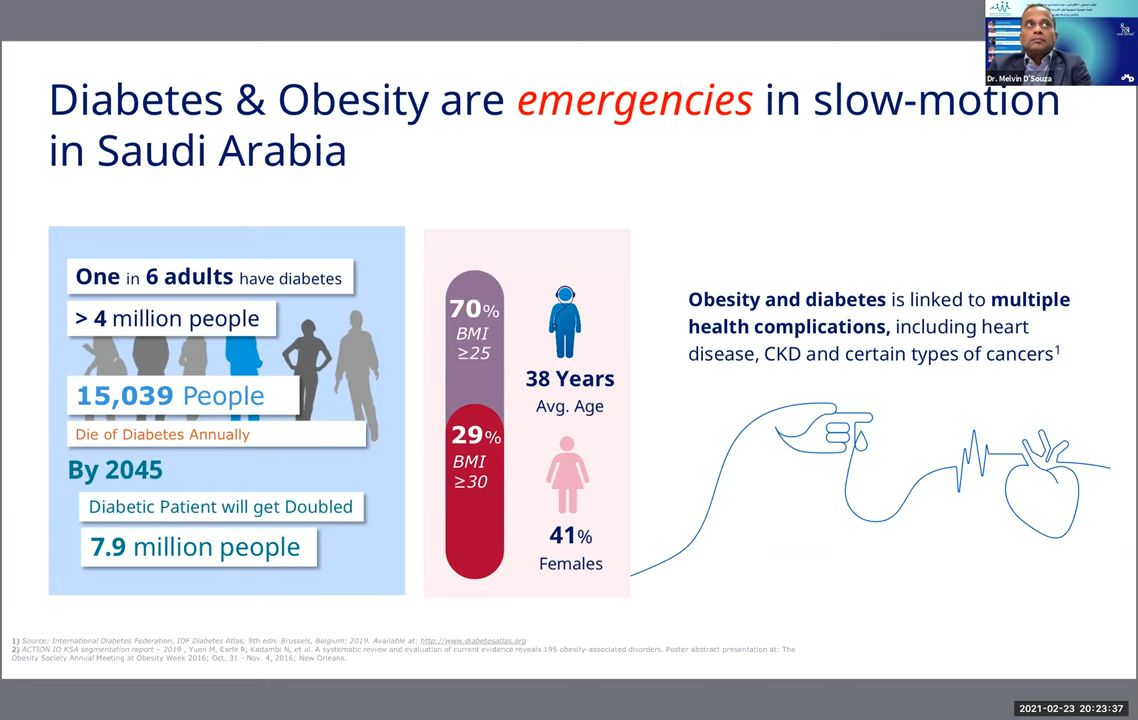 Dr. Melvin D'Souza
Diabetes & Obesity are emergencies in slow-motion
in Saudi Arabia
One in 6 adults have diabetes
> 4 million people
15,039 People
Die of Diabetes Annually
By 2045
Diabetic Patient will get Doubled
7.9 million people
70%
BMI
≥25
29%
BMI
≥30
38 Years
Avg. Age
41%
Females
Obesity and diabetes is linked to multiple
health complications, including heart
disease, CKD and certain types of cancers1
1) Source: International Diabetes Federation, IDF Diabetes Atlas, 9th edn. Brussels, Belgium: 2019. Available at: http://www.diabetesatlas.org
2) ACTION IO KSA segmentation report – 2019 , Yuen M, Earle R, Kadambi N, et al. A systematic review and evaluation of current evidence reveals 195 obesity-associated disorders. Poster abstract presentation at: The
Obesity Society Annual Meeting at Obesity Week 2016; Oct. 31 - Nov. 4, 2016; New Orleans.
2021-02-23 20:23:37